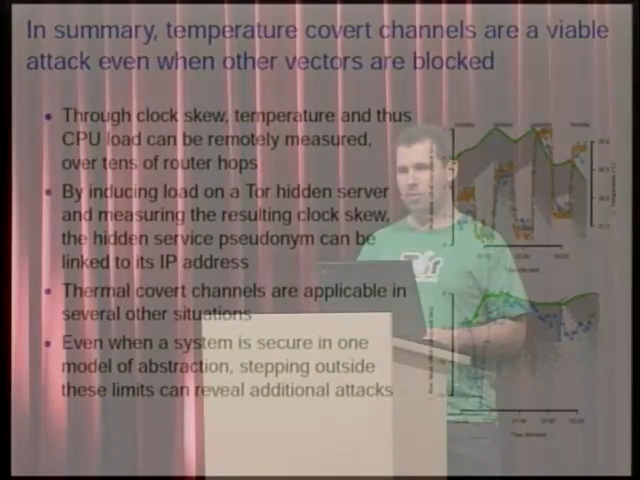 In summary, temperature covert channels are a viable
attack even when other vectors are blocked
• Through clock skew, temperature and thus
CPU load can be remotely measured,
over tens of router hops
• By inducing load on a Tor hidden server
and measuring the resulting clock skew,
the hidden service pseudonym can be
linked to its IP address
• Thermal covert channels are applicable in
several other situations
• Even when a system is secure in one
model of abstraction, stepping outside
these limits can reveal additional attacks
Tor